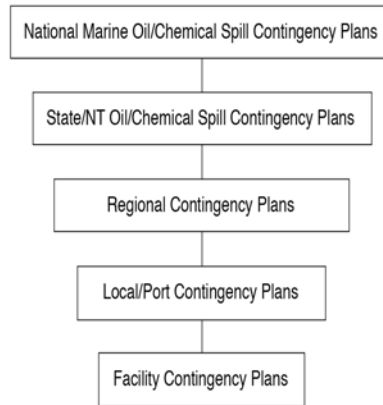 National Marine Oil/Chemical Spill Contingency Plans
State/NT Oil/Chemical Spill Contingency Plans
Regional Contingency Plans
Local/Port Contingency Plans
Facility Contingency Plans